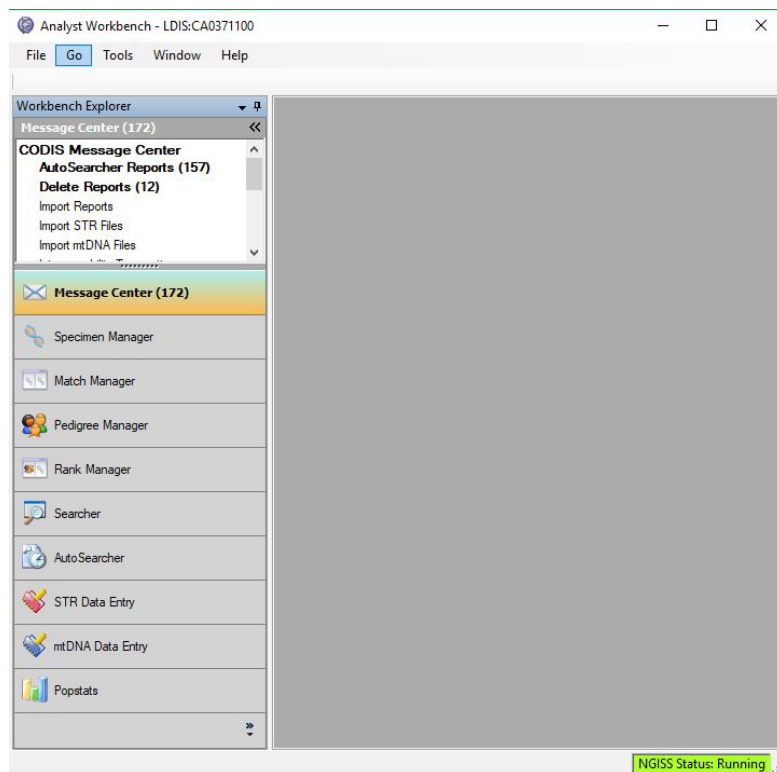 Analyst Workbench - LDIS:CA0371100
File Go Tools Window Help
Workbench Explorer
Message Center (172)
CODIS Message Center
AutoSearcher Reports (157)
Delete Reports (12)
Import Reports
Import STR Files
Import mtDNA Files
Message Center (172)
Specimen Manager
Match Manager
Pedigree Manager
Rank Manager
Searcher
AutoSearcher
STR Data Entry
mtDNA Data Entry
Popstats
NGISS Status: Running